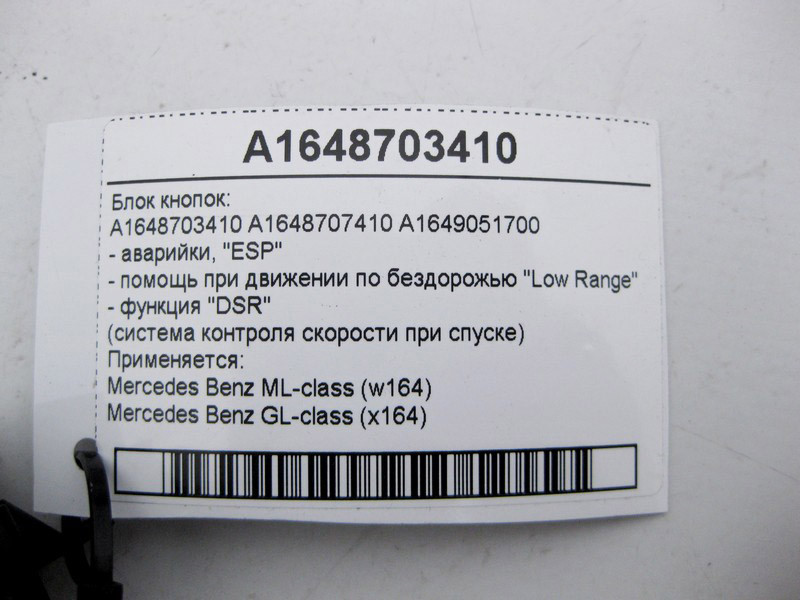 A1648703410
Блок кнопок:
A1648703410 A1648707410 A1649051700
- аварийки, "ESP"
- помощь при движении по бездорожью "Low Range"
- функция "DSR"
(система контроля скорости при спуске)
Применяется:
Mercedes Benz ML-class (w164)
Mercedes Benz GL-class (x164)